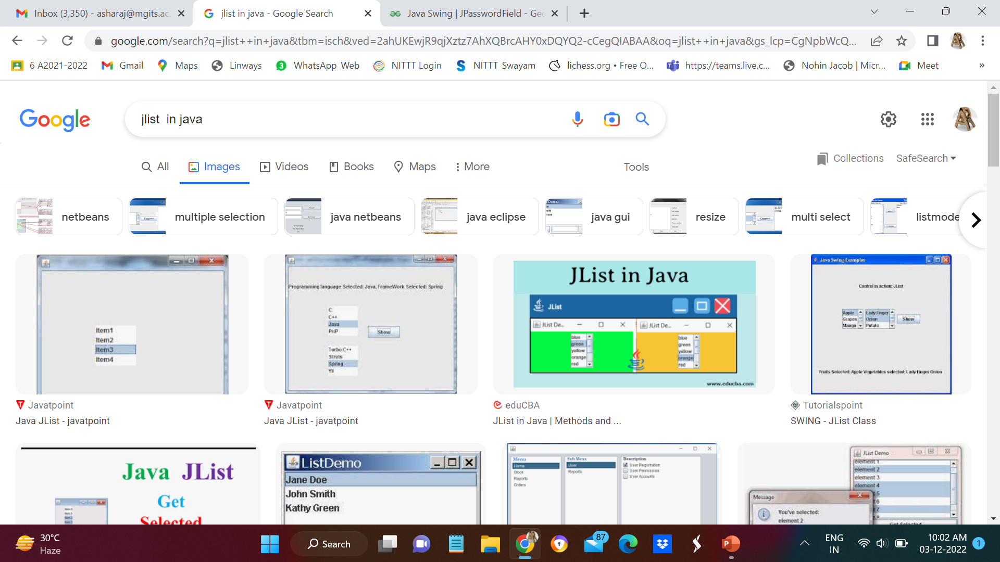 Inbox (3,350) - asharaj@mgits.ac.
jlist in java - Google Search
Java Swing | JPasswordField - Gee
google.com/search?q=jlist++in+java&tbm=isch&ved=2ahUKEwjR9qjXztz7AhXQBrcAHY0xDQYQ2-cCegQIABAA&oq=jlist++in+java&gs_lcp=CgNpbWcQ...
6 A2021-2022
Gmail
Maps
Linways
WhatsApp_Web
NITTT Login
NITTT_Swayam
lichess.org • Free O...
https://teams.live.c...
Nohin Jacob | Micr...
Meet
»
Google
jlist  in java
All
Images
Videos
Books
Maps
More
Tools
Collections
SafeSearch
netbeans
multiple selection
java netbeans
java eclipse
java gui
resize
multi select
listmode
Item1
Item2
Item3
Item4
Programming language Selected: Java, FrameWork Selected: Spring
C
C++
Java
PHP
Show
Turbo C++
Struts
Spring
YII
JList in Java
JList
JList De...
JList De...
blue
green
yellow
orange
red
blue
green
yellow
orange
red
www.educba.com
Java Swing Examples
Control in action: JList
Apple
Grapes
Mango
Lady Finger
Onion
Potato
Show
Fruits Selected: Apple Vegetables selected: Lady Finger Onion
Javatpoint
Java JList - javatpoint
Javatpoint
Java JList - javatpoint
eduCBA
JList in Java | Methods and ...
Tutorialspoint
SWING - JList Class
Java JList
Get
Selected
ListDemo
Jane Doe
John Smith
Kathy Green
Menu
Home
Stock
Reports
Orders
Sub Menu
User
Reports
Description
User Registration
User Permission
User Accounts
JList Demo
element 1
element 2
element 3
element 4
5
6
7
Message
You've selected:
element 2
Get Selected
30°C
Haze
Search
87
ENG
IN
10:02 AM
03-12-2022
1